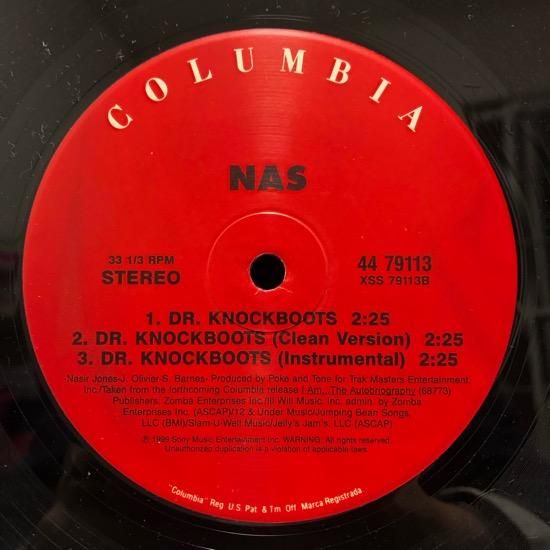 COLUMBIA
NAS
33 1/3 RPM
STEREO
44 79113
XSS 79113B
1. DR. KNOCKBOOTS 2:25
2. DR. KNOCKBOOTS (Clean Version) 2:25
3. DR. KNOCKBOOTS (Instrumental) 2:25
Nasir Jones-J. Olivier-S. Barnes- Produced by Poke and Tone for Trak Masters Entertainment,
Inc./Taken from the forthcoming Columbia release I Am...The Autobiography (68773)
Publishers, Zomba Enterprises Inc/Ill Will Music Inc. admin. by Zomba
Enterprises Inc. (ASCAP)/12 & Under Music/Jumping Bean Songs,
LLC (BMI)/Slam-U-Well Music/Jelly's Jam's, LLC (ASCAP)
℗ 1999 Sony Music Entertainment Inc. WARNING: All rights reserved.
Unauthorized duplication is a violation of applicable laws.
"Columbia" Reg. U.S. Pat. & Tm. Off. Marca Registrada